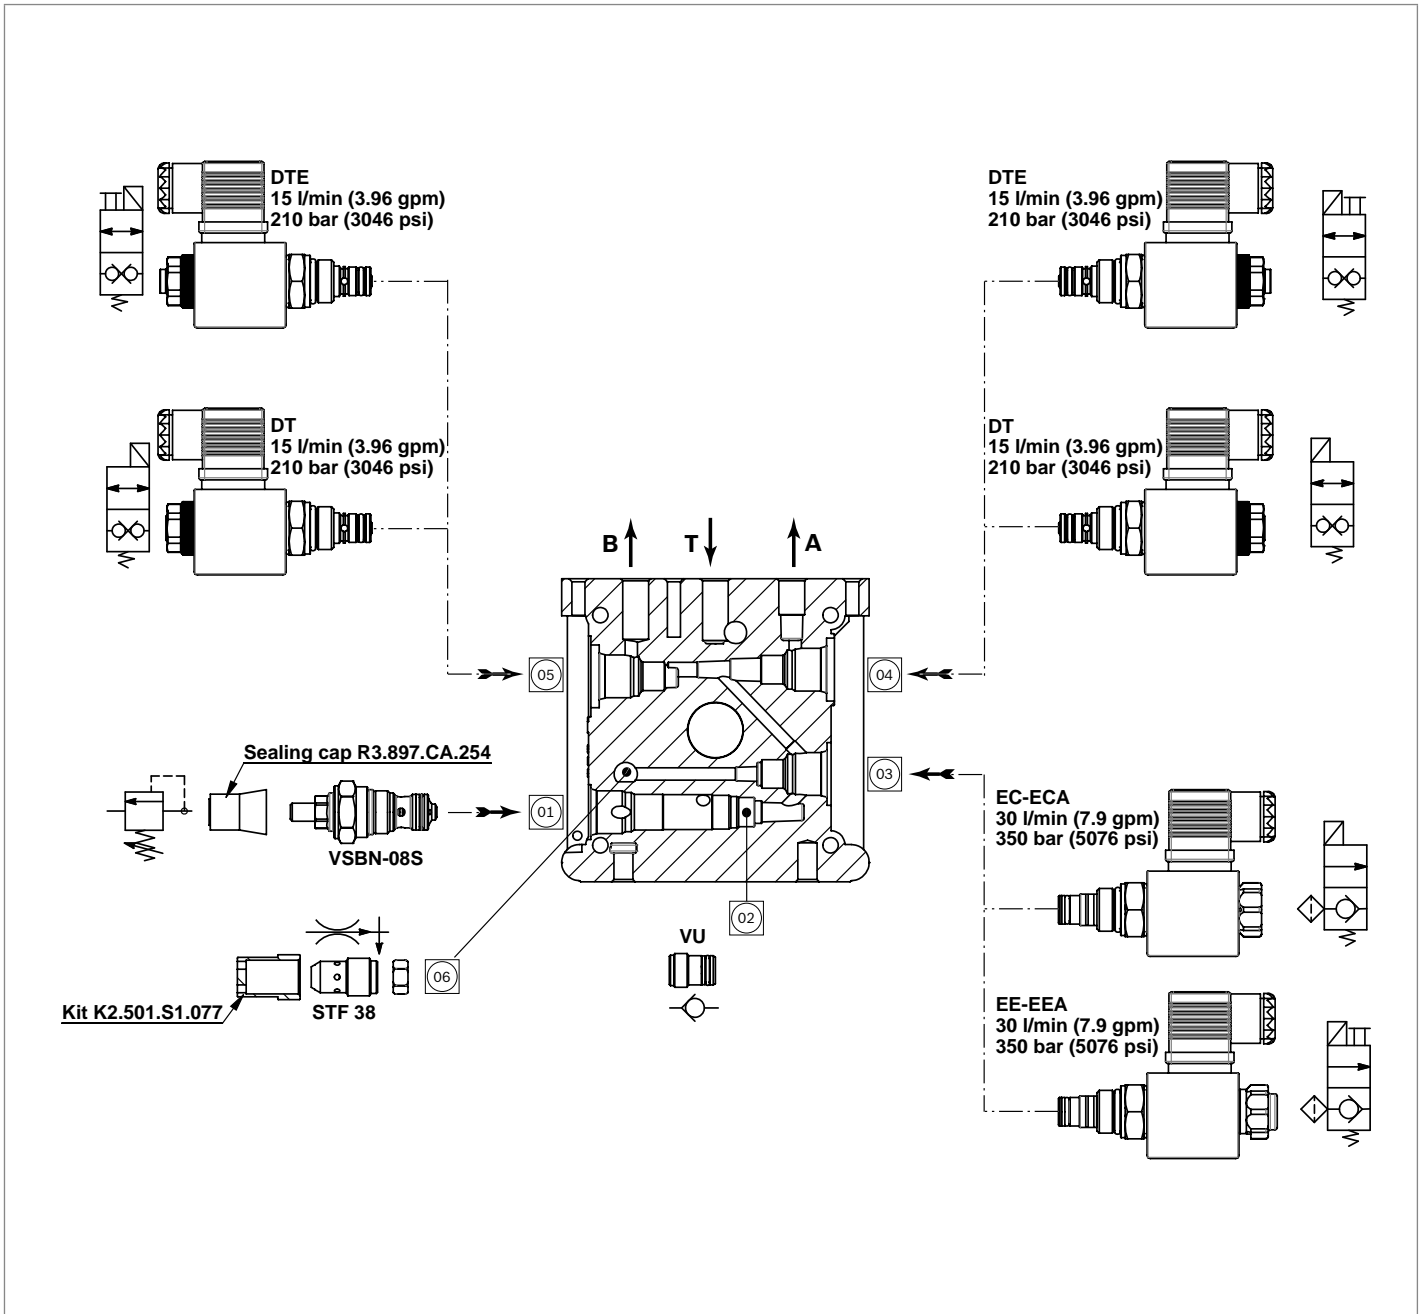 DTE
15 l/min (3.96 gpm)
210 bar (3046 psi)
DTE
15 l/min (3.96 gpm)
210 bar (3046 psi)
DT
15 l/min (3.96 gpm)
210 bar (3046 psi)
DT
15 l/min (3.96 gpm)
210 bar (3046 psi)
B
T
A
05
04
Sealing cap R3.897.CA.254
03
01
VSBN-08S
EC-ECA
30 l/min (7.9 gpm)
350 bar (5076 psi)
02
VU
06
Kit K2.501.S1.077
STF 38
EE-EEA
30 l/min (7.9 gpm)
350 bar (5076 psi)